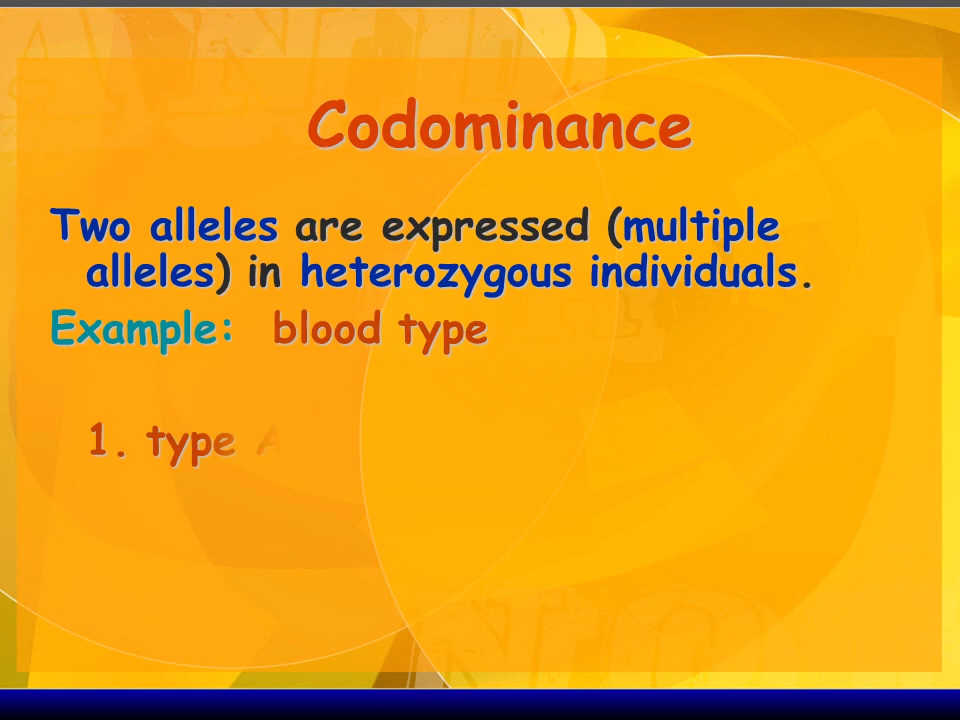 Codominance
Two alleles are expressed (multiple
alleles) in heterozygous individuals.
Example: blood type
1. type A